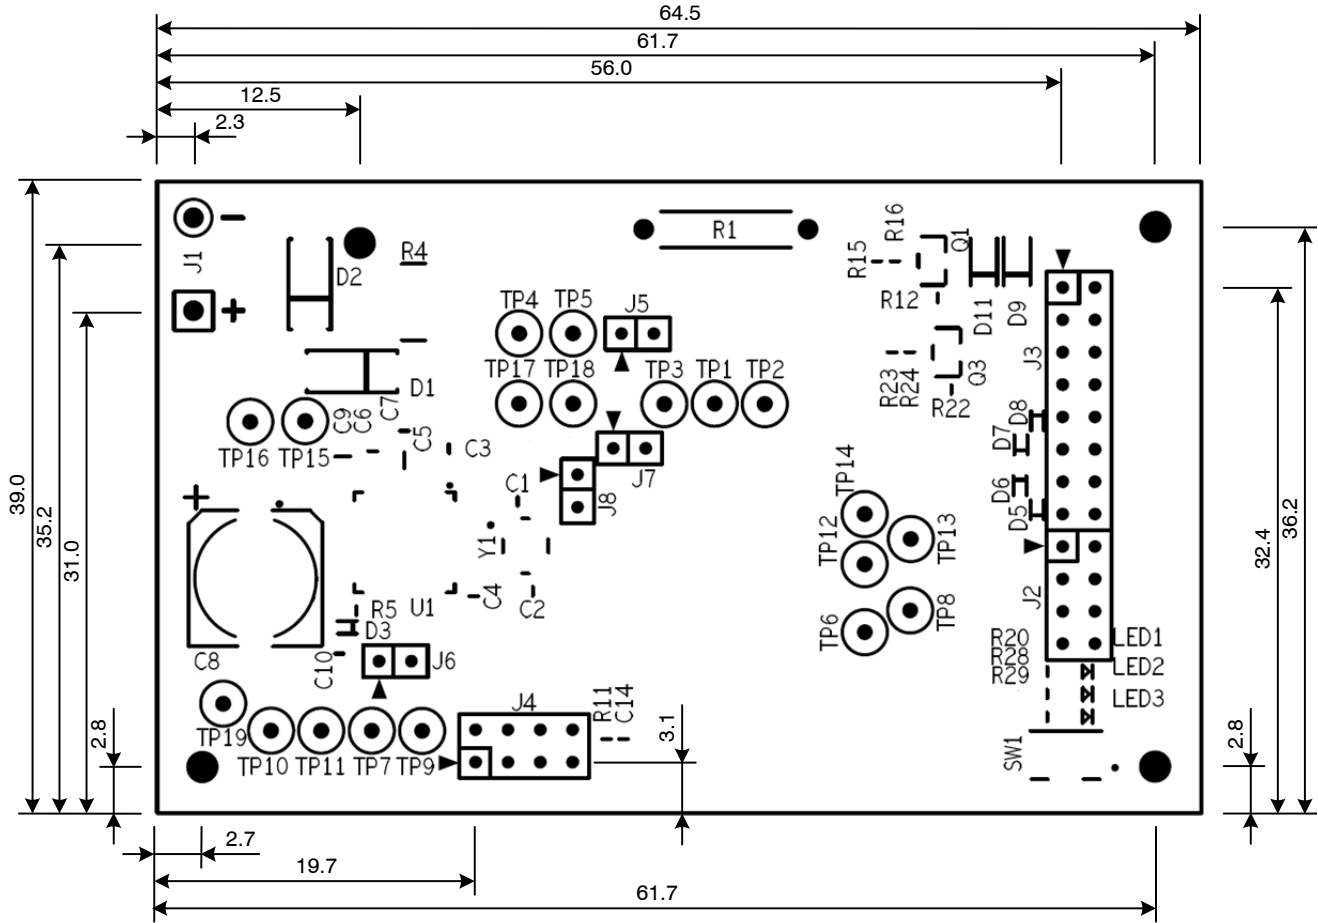 64.5
61.7
56.0
12.5
2.3
39.0
35.2
31.0
2.8
J1
−
+
D2
R4
R1
R16
R15
Q1
R12
D11
D9
D1
C9
C6
C7
TP4
TP5
J5
TP17
TP18
TP3
TP1
TP2
R23
R24
Q3
R22
J3
D8
D7
D6
D5
TP16
TP15
C5
C3
J7
J8
C1
TP14
TP12
TP13
+
Y1
C4
C2
R5
U1
D3
C8
C10
J6
TP6
TP8
J2
R20
R28
R29
LED1
LED2
LED3
TP19
TP10
TP11
TP7
TP9
J4
R11
C14
SW1
3.1
2.8
32.4
36.2
2.7
19.7
61.7